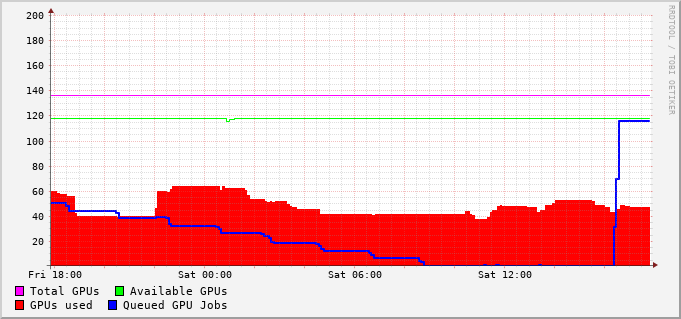 200
180
160
140
120
100
80
60
40
20
Fri 18:00 Sat 00:00 Sat 06:00 Sat 12:00
Total GPUs Available GPUs
GPUs used Queued GPU Jobs
RRDTOOL / TOBI OETIKER